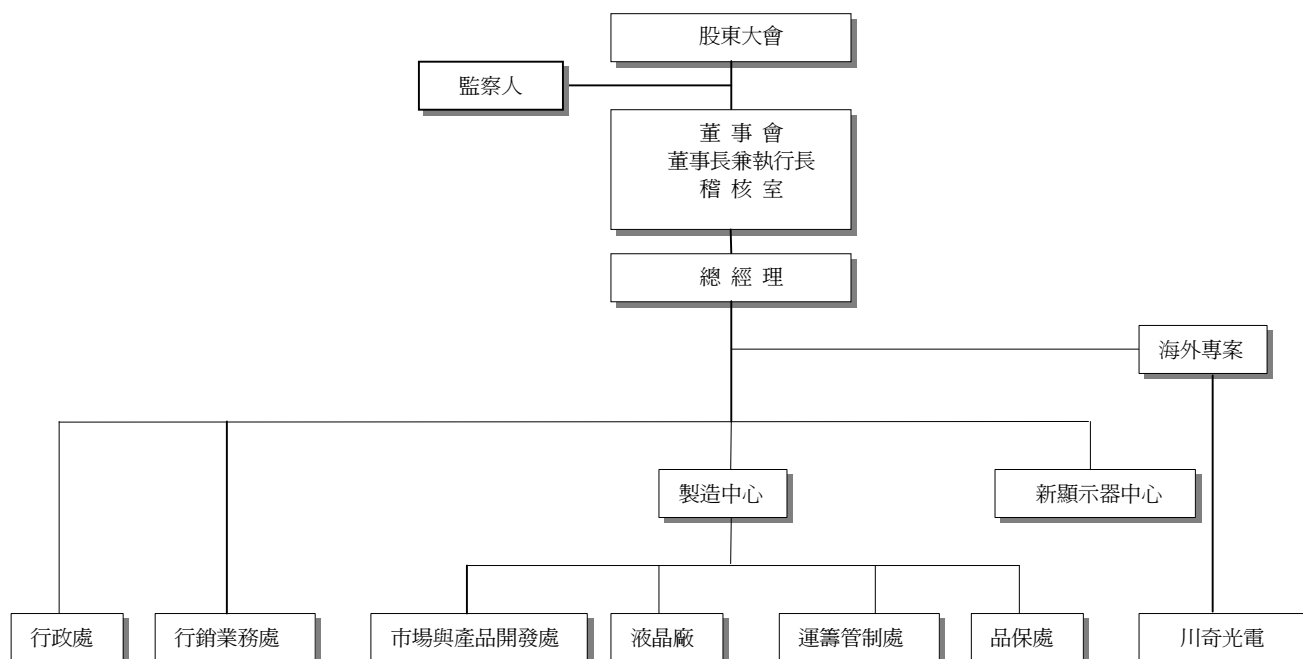 股東大會
監察人
董 事 會
董事長兼執行長
稽 核 室
總 經 理
海外專案
製造中心
新顯示器中心
行政處
行銷業務處
市場與產品開發處
液晶廠
運籌管制處
品保處
川奇光電